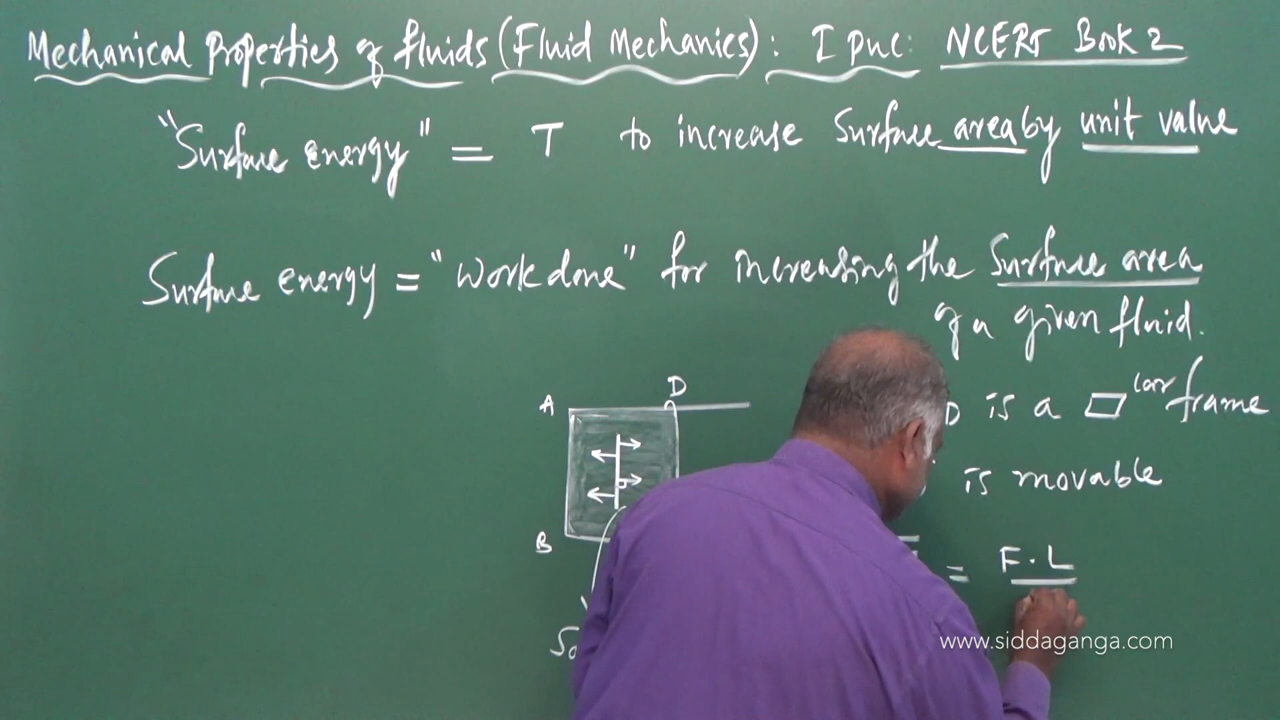 Mechanical Properties of fluids (Fluid Mechanics): I puc: NCERT Book 2
"Surface energy" = T to increase Surface area by unit value
Surface energy = "work done" for increasing the Surface area
of a given fluid.
A D
D is a ▭lar frame
is movable
B
= F.L
So
www.siddaganga.com